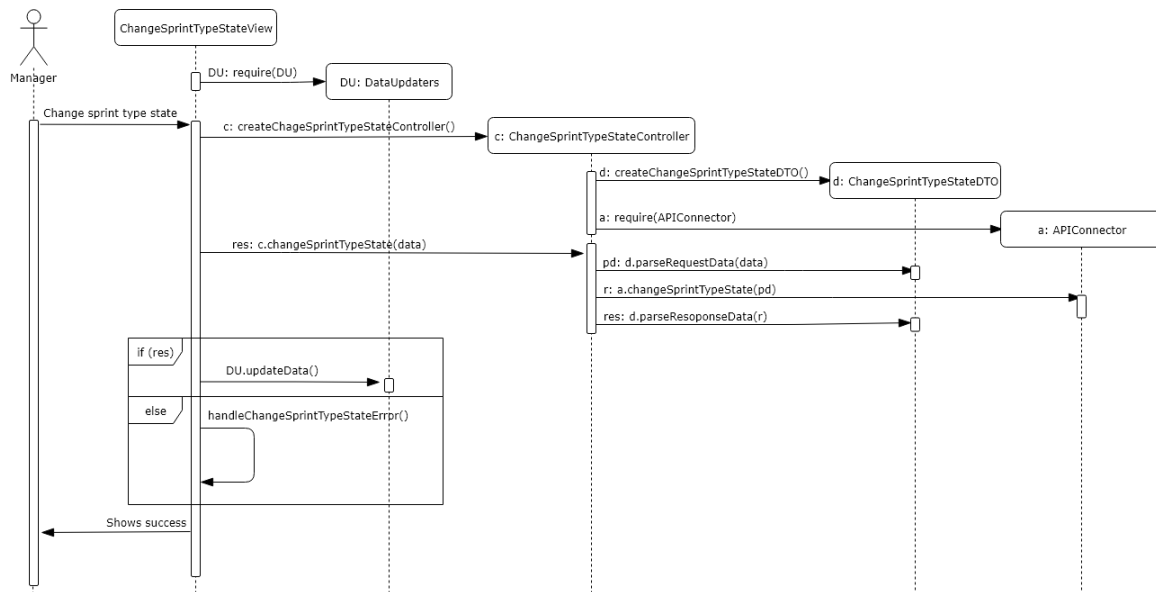 ChangeSprintTypeStateView
Manager
DU: require(DU)
DU: DataUpdaters
Change sprint type state
c: createChageSprintTypeStateController()
c: ChangeSprintTypeStateController
d: createChangeSprintTypeStateDTO()
d: ChangeSprintTypeStateDTO
a: require(APIConnector)
a: APIConnector
res: c.changeSprintTypeState(data)
pd: d.parseRequestData(data)
r: a.changeSprintTypeState(pd)
res: d.parseResoponseData(r)
if (res)
DU.updateData()
else
handleChangeSprintTypeStateError()
Shows success